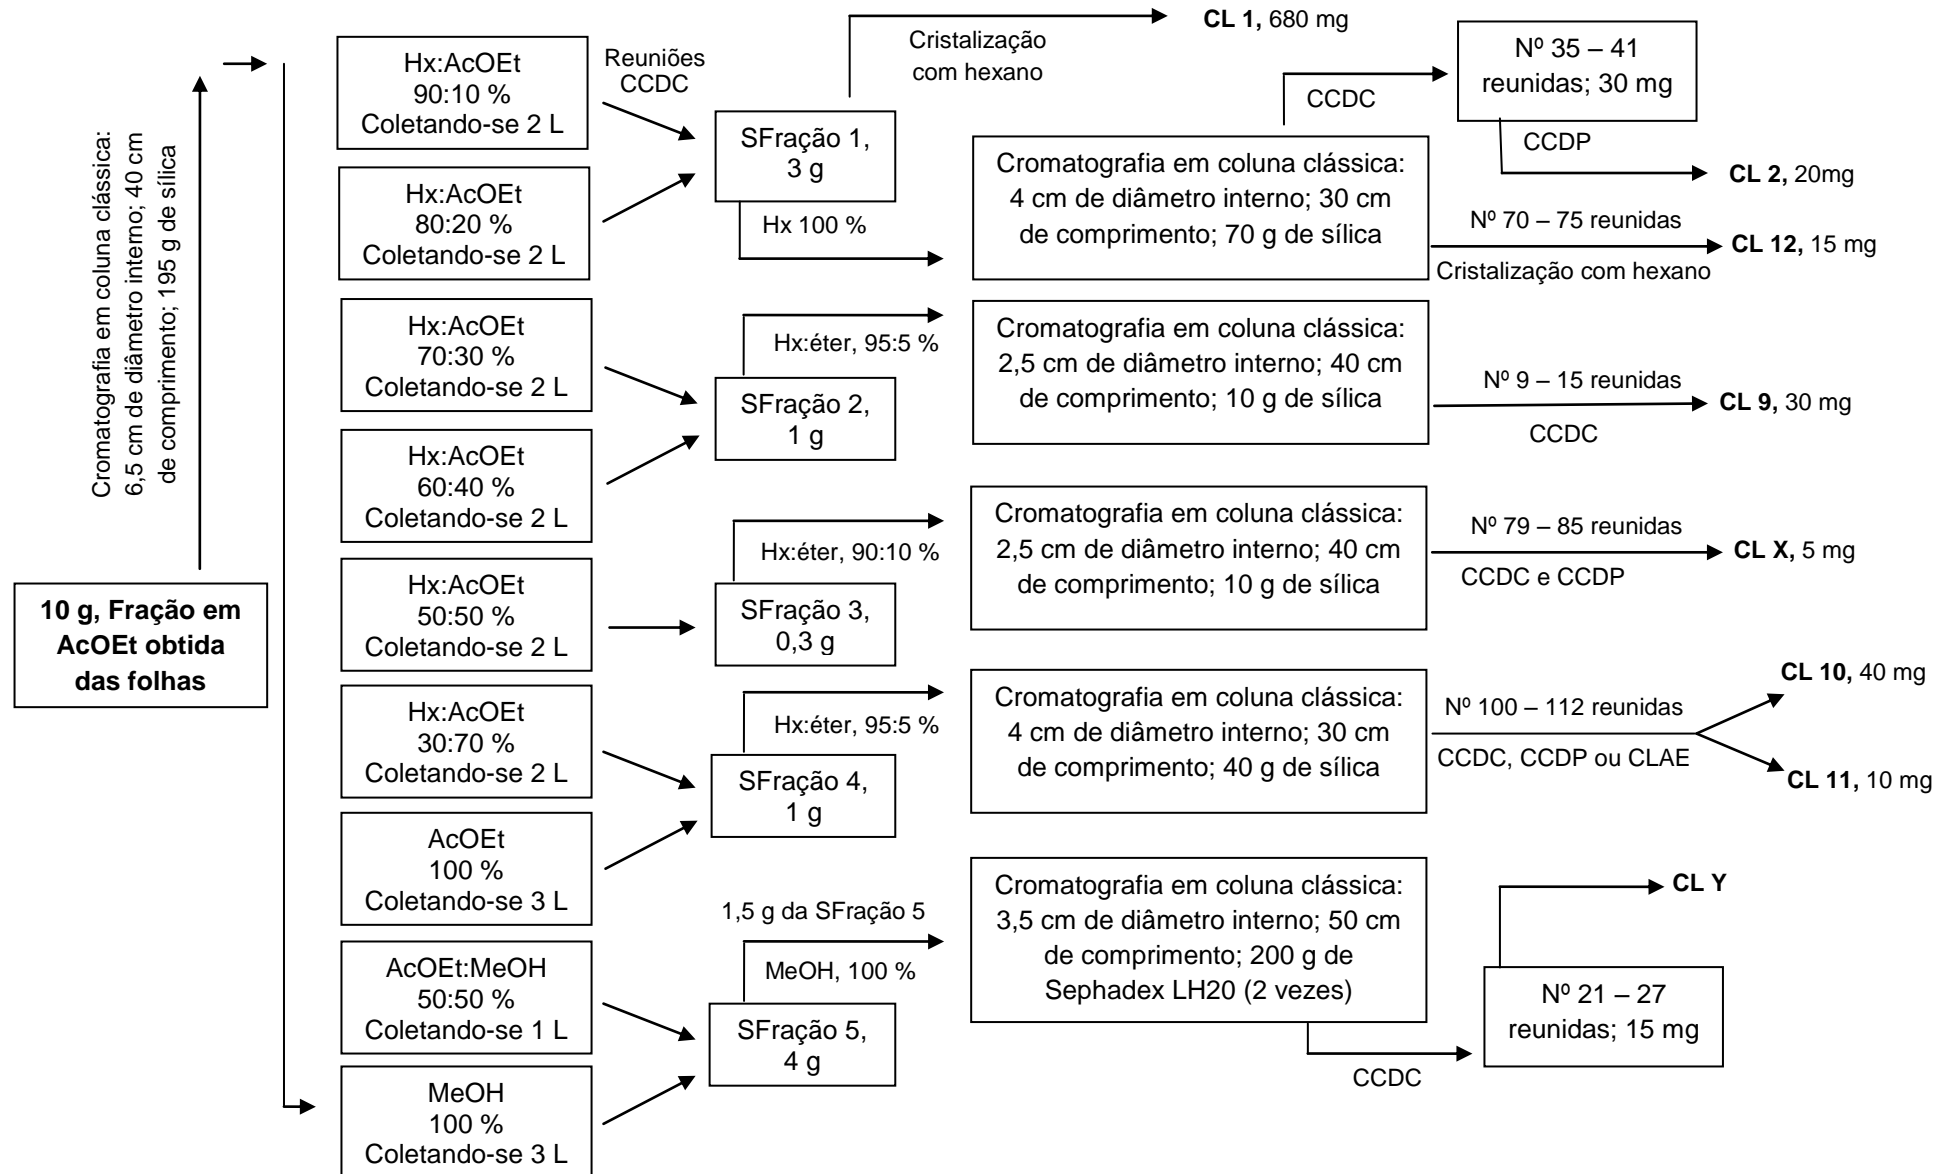 10 g, Fração em
AcOEt obtida
das folhas
Cromatografia em coluna clássica:
6,5 cm de diâmetro interno; 40 cm
de comprimento; 195 g de sílica
Hx:AcOEt
90:10 %
Coletando-se 2 L
Hx:AcOEt
80:20 %
Coletando-se 2 L
Hx:AcOEt
70:30 %
Coletando-se 2 L
Hx:AcOEt
60:40 %
Coletando-se 2 L
Hx:AcOEt
50:50 %
Coletando-se 2 L
Hx:AcOEt
30:70 %
Coletando-se 2 L
AcOEt
100 %
Coletando-se 3 L
AcOEt:MeOH
50:50 %
Coletando-se 1 L
MeOH
100 %
Coletando-se 3 L
Reuniões
CCDC
SFração 1,
3 g
Cristalização
com hexano
CL 1, 680 mg
Hx 100 %
Cromatografia em coluna clássica:
4 cm de diâmetro interno; 30 cm
de comprimento; 70 g de sílica
CCDC
Nº 35 – 41
reunidas; 30 mg
CCDP
CL 2, 20mg
Nº 70 – 75 reunidas
Cristalização com hexano
CL 12, 15 mg
SFração 2,
1 g
Hx:éter, 95:5 %
Cromatografia em coluna clássica:
2,5 cm de diâmetro interno; 40 cm
de comprimento; 10 g de sílica
Nº 9 – 15 reunidas
CCDC
CL 9, 30 mg
SFração 3,
0,3 g
Hx:éter, 90:10 %
Cromatografia em coluna clássica:
2,5 cm de diâmetro interno; 40 cm
de comprimento; 10 g de sílica
Nº 79 – 85 reunidas
CCDC e CCDP
CL X, 5 mg
SFração 4,
1 g
Hx:éter, 95:5 %
Cromatografia em coluna clássica:
4 cm de diâmetro interno; 30 cm
de comprimento; 40 g de sílica
Nº 100 – 112 reunidas
CCDC, CCDP ou CLAE
CL 10, 40 mg
CL 11, 10 mg
SFração 5,
4 g
1,5 g da SFração 5
MeOH, 100 %
Cromatografia em coluna clássica:
3,5 cm de diâmetro interno; 50 cm
de comprimento; 200 g de
Sephadex LH20 (2 vezes)
CCDC
Nº 21 – 27
reunidas; 15 mg
CL Y